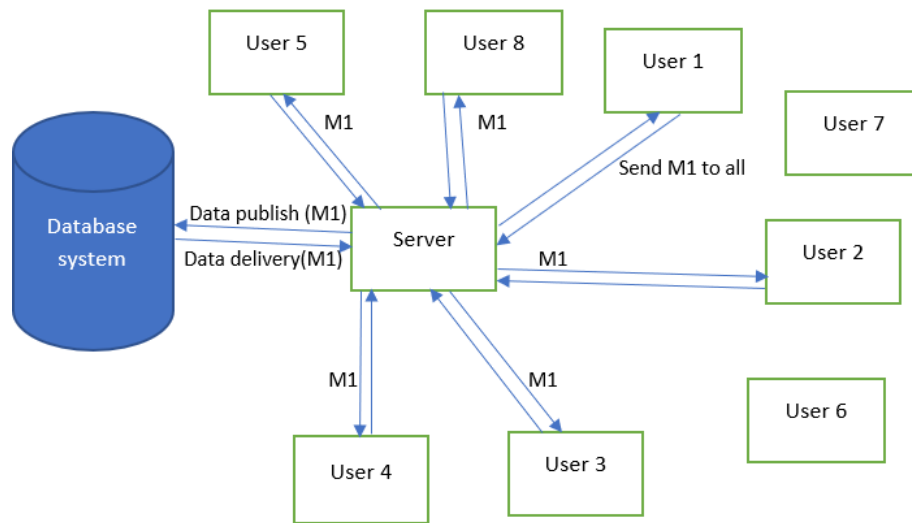 User 5
User 8
User 1
User 7
M1
M1
Send M1 to all
Database
system
Data publish (M1)
Server
Data delivery(M1)
M1
User 2
M1
M1
User 6
User 4
User 3